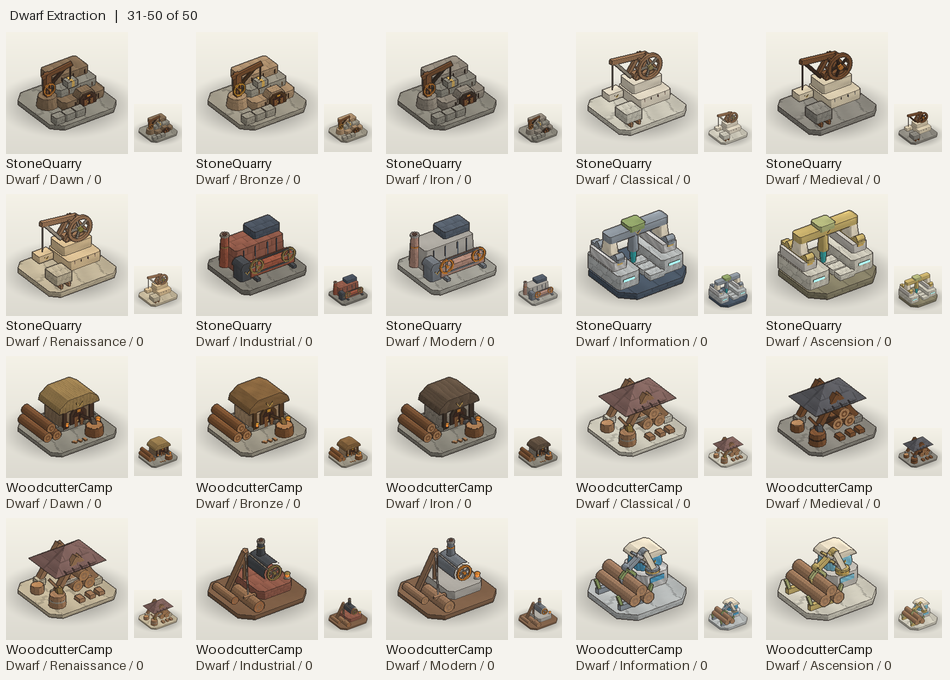 Dwarf Extraction | 31-50 of 50
StoneQuarry
Dwarf / Dawn / 0
StoneQuarry
Dwarf / Bronze / 0
StoneQuarry
Dwarf / Iron / 0
StoneQuarry
Dwarf / Classical / 0
StoneQuarry
Dwarf / Medieval / 0
StoneQuarry
Dwarf / Renaissance / 0
StoneQuarry
Dwarf / Industrial / 0
StoneQuarry
Dwarf / Modern / 0
StoneQuarry
Dwarf / Information / 0
StoneQuarry
Dwarf / Ascension / 0
WoodcutterCamp
Dwarf / Dawn / 0
WoodcutterCamp
Dwarf / Bronze / 0
WoodcutterCamp
Dwarf / Iron / 0
WoodcutterCamp
Dwarf / Classical / 0
WoodcutterCamp
Dwarf / Medieval / 0
WoodcutterCamp
Dwarf / Renaissance / 0
WoodcutterCamp
Dwarf / Industrial / 0
WoodcutterCamp
Dwarf / Modern / 0
WoodcutterCamp
Dwarf / Information / 0
WoodcutterCamp
Dwarf / Ascension / 0